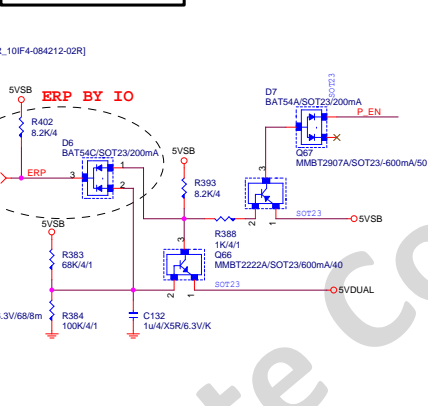 R_10IF4-084212-02R]
5VSB
ERP BY IO
R402
8.2K/4
D6
BAT54C/SOT23/200mA
ERP
3
1
2
5VSB
R393
8.2K/4
D7
BAT54A/SOT23/200mA
SOT23
P_EN
Q67
MMBT2907A/SOT23/-600mA/50
3
2
1
SOT23
5VSB
R388
1K/4/1
5VSB
R383
68K/4/1
3
Q66
MMBT2222A/SOT23/600mA/40
2
1
SOT23
5VDUAL
.3V/68/8m
R384
100K/4/1
C132
1u/4/X5R/6.3V/K
te Co